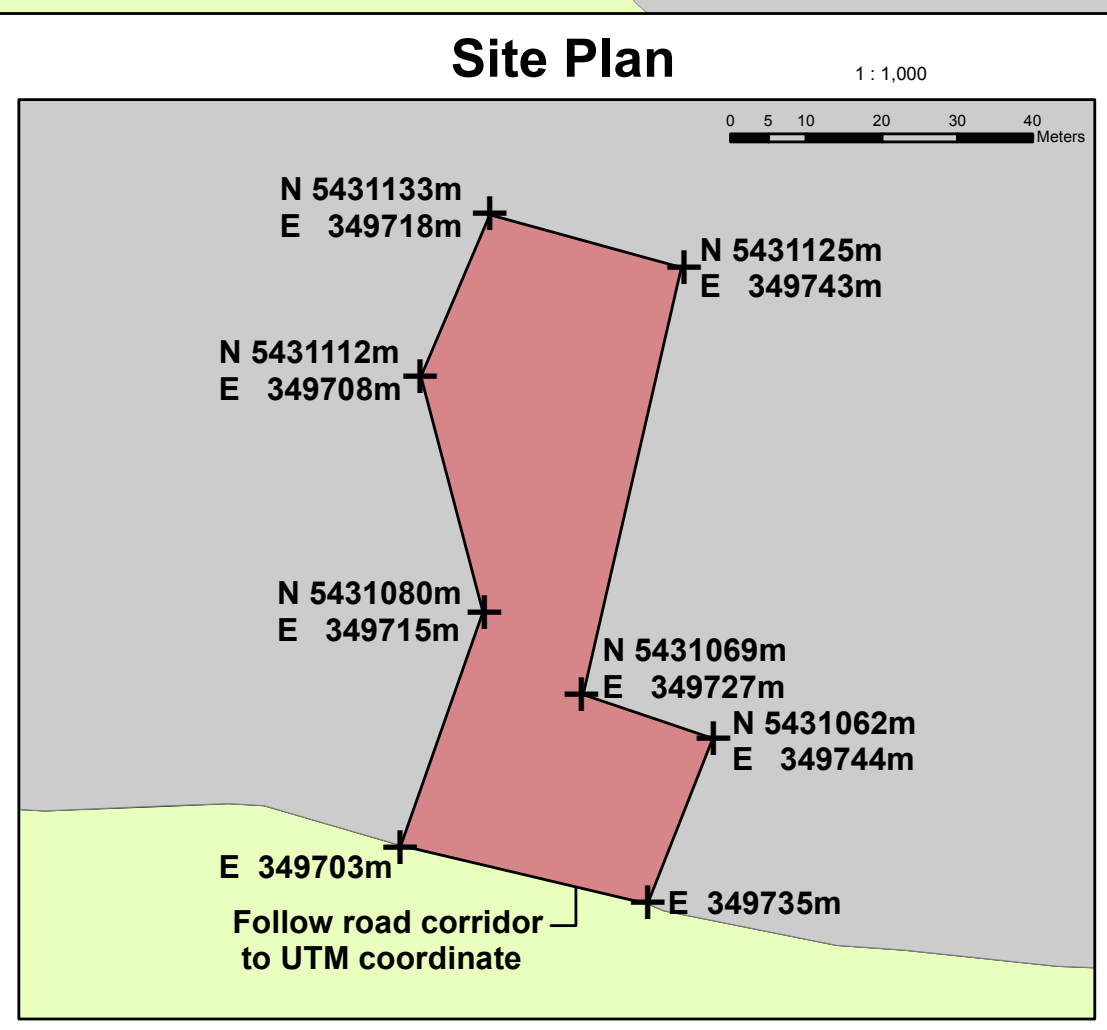 Site Plan
1 : 1,000
0 5 10 20 30 40
Meters
N 5431133m
E 349718m
N 5431125m
E 349743m
N 5431112m
E 349708m
N 5431080m
E 349715m
N 5431069m
E 349727m
N 5431062m
E 349744m
E 349703m
E 349735m
Follow road corridor
to UTM coordinate